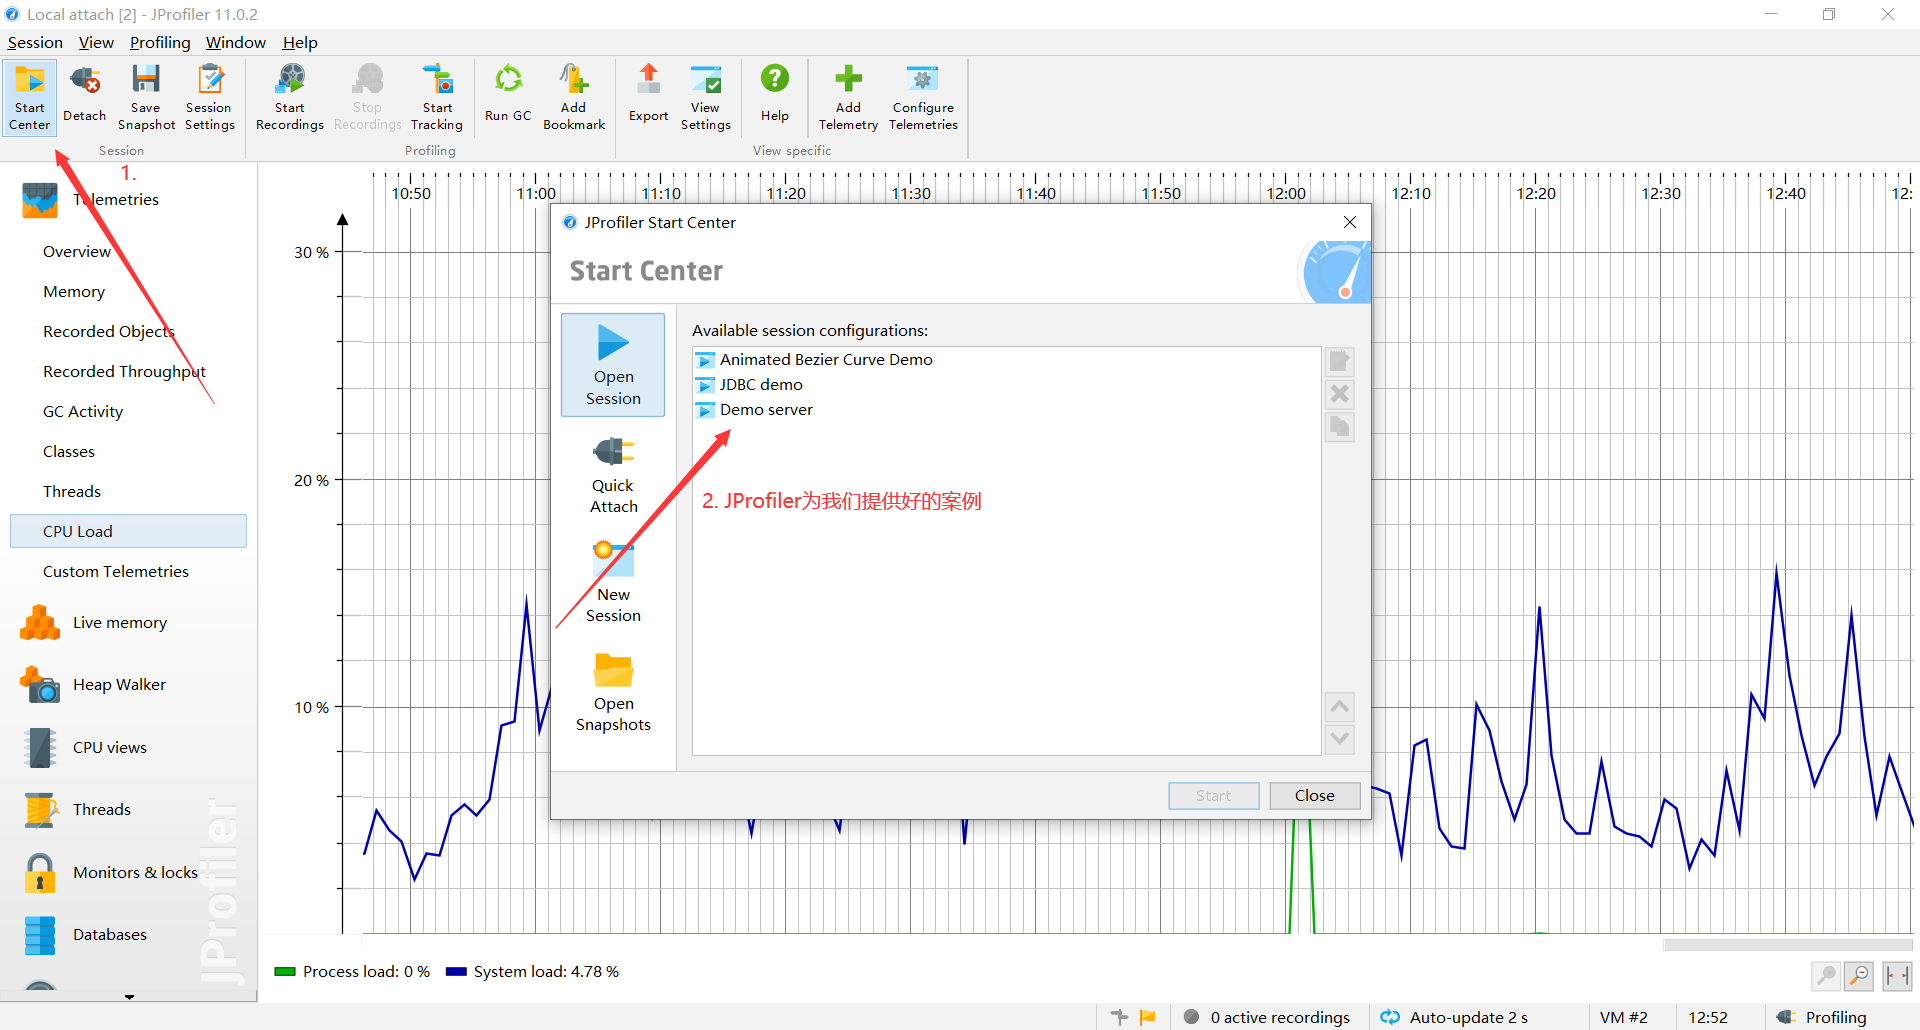 Local attach [2] - JProfiler 11.0.2
Session View Profiling Window Help
Start Center
Detach
Save Snapshot
Session Settings
Start Recordings
Stop Recordings
Start Tracking
Run GC
Add Bookmark
Export
View Settings
Help
Add Telemetry
Configure Telemetries
Session
Profiling
View specific
1.
Telemetries
Overview
Memory
Recorded Objects
Recorded Throughput
GC Activity
Classes
Threads
CPU Load
Custom Telemetries
Live memory
Heap Walker
CPU views
Threads
Monitors & locks
Databases
JProfiler
10:50 11:00 11:10 11:20 11:30 11:40 11:50 12:00 12:10 12:20 12:30 12:40 12:
30 %
20 %
10 %
JProfiler Start Center
Start Center
Open Session
Quick Attach
New Session
Open Snapshots
Available session configurations:
Animated Bezier Curve Demo
JDBC demo
Demo server
2. JProfiler为我们提供好的案例
Start
Close
Process load: 0 % System load: 4.78 %
0 active recordings
Auto-update 2 s
VM #2
12:52
Profiling